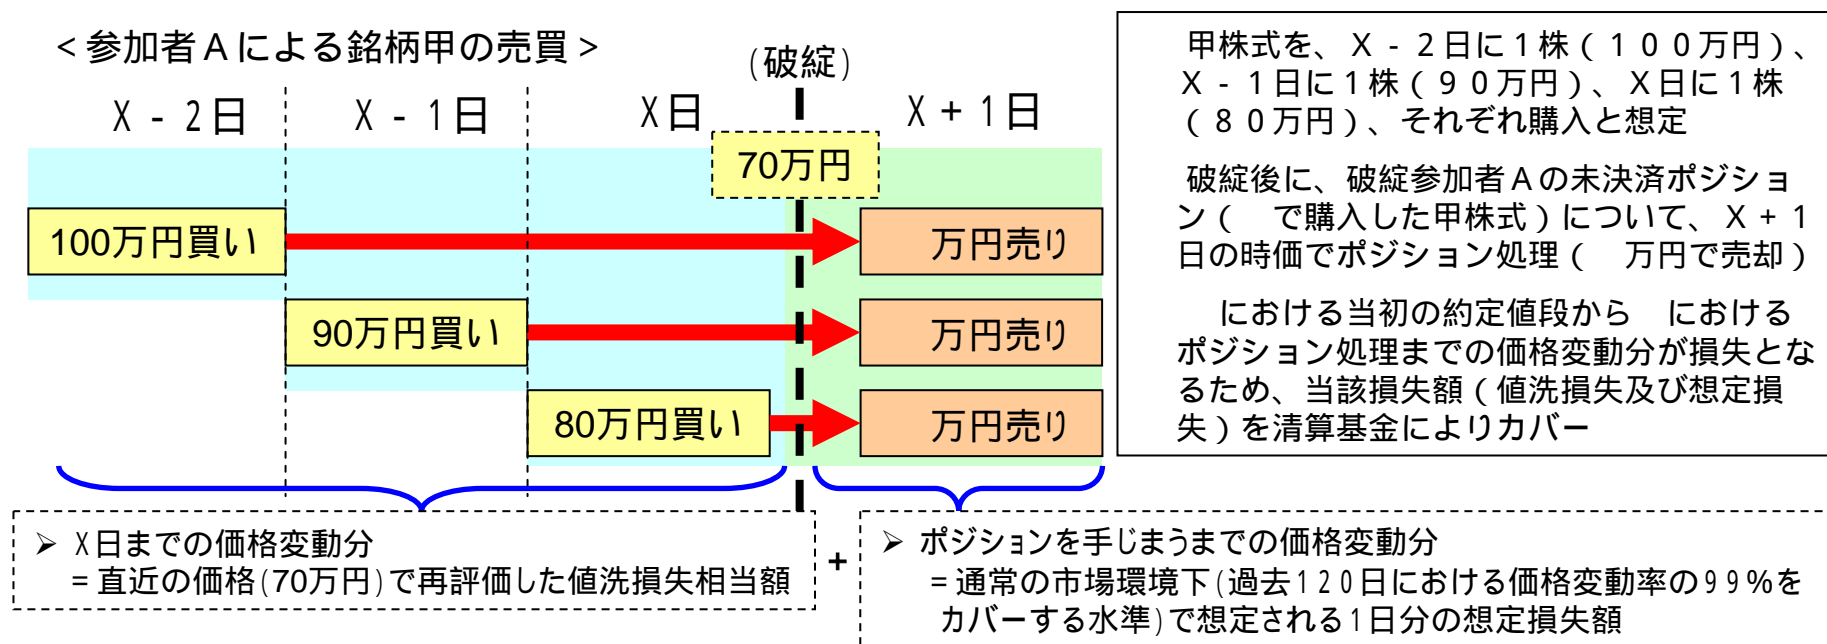 ＜参加者Ａによる銘柄甲の売買＞
(破綻)
Ｘ－２日
Ｘ－１日
Ｘ日
Ｘ＋１日
70万円
100万円買い
万円売り
90万円買い
万円売り
80万円買い
万円売り
➢ Ｘ日までの価格変動分
＝直近の価格(70万円)で再評価した値洗損失相当額
＋
➢ ポジションを手じまうまでの価格変動分
＝通常の市場環境下(過去１２０日における価格変動率の９９％を
カバーする水準)で想定される１日分の想定損失額
甲株式を、Ｘ－２日に１株（１００万円）、
Ｘ－１日に１株（９０万円）、Ｘ日に１株
（８０万円）、それぞれ購入と想定
破綻後に、破綻参加者Ａの未決済ポジショ
ン（　で購入した甲株式）について、Ｘ＋１
日の時価でポジション処理（　万円で売却）
における当初の約定値段から　における
ポジション処理までの価格変動分が損失とな
るため、当該損失額（値洗損失及び想定損
失）を清算基金によりカバー